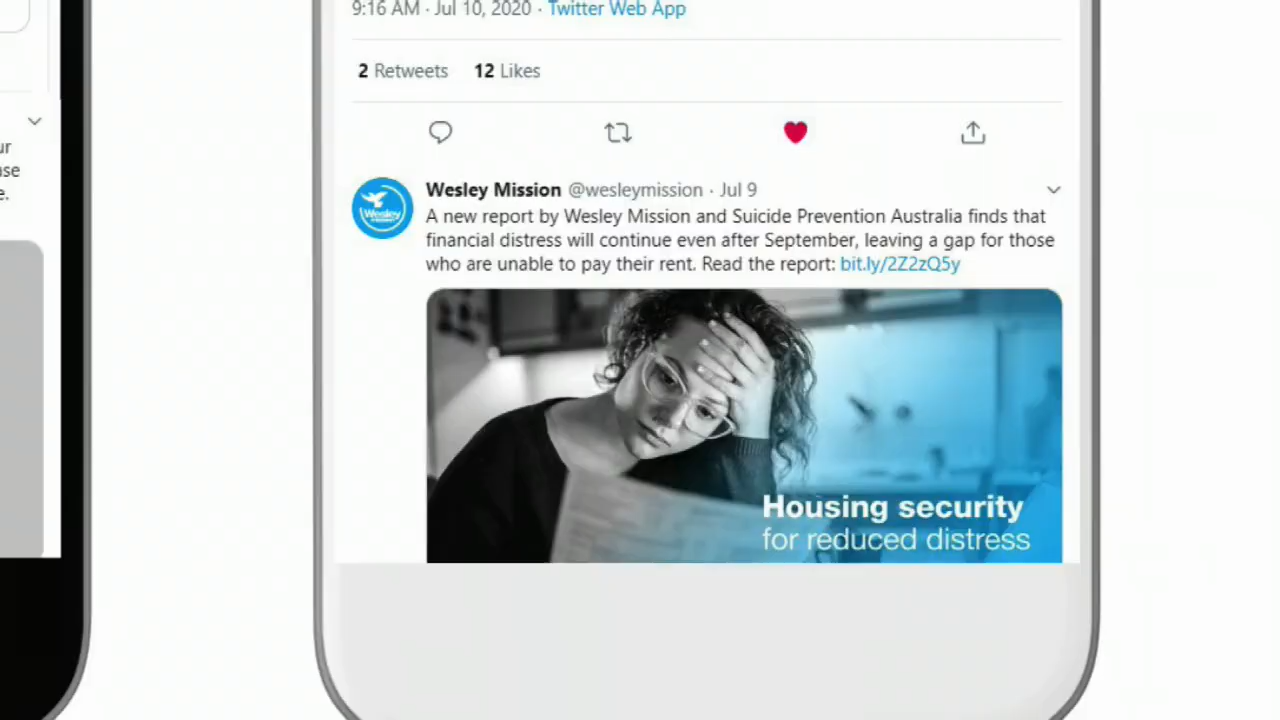 9:16 AM · Jul 10, 2020 · Twitter Web App
2 Retweets 12 Likes
Wesley Mission @wesleymission · Jul 9
A new report by Wesley Mission and Suicide Prevention Australia finds that
financial distress will continue even after September, leaving a gap for those
who are unable to pay their rent. Read the report: bit.ly/2Z2zQ5y
Wesley
Housing security
for reduced distress